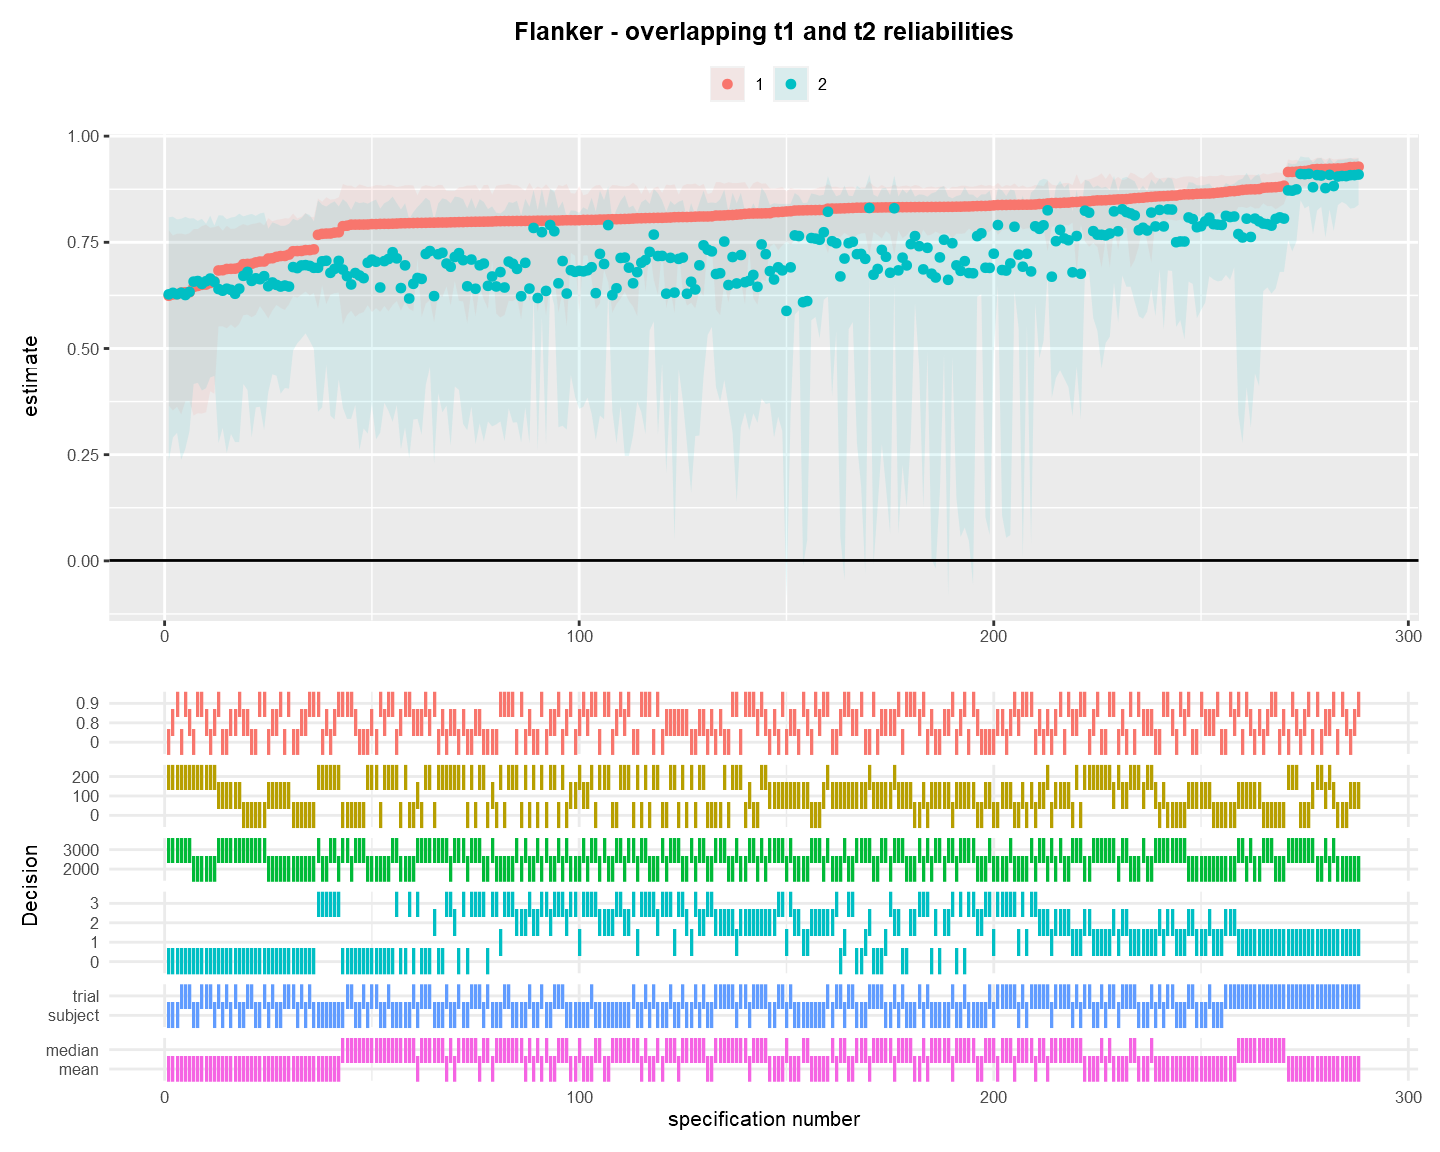 Flanker - overlapping t1 and t2 reliabilities
1 2
1.00
0.75
0.50
0.25
0.00
estimate
0 100 200 300
0.9
0.8
0
200
100
0
3000
2000
3
2
1
0
trial
subject
median
mean
Decision
0 100 200 300
specification number